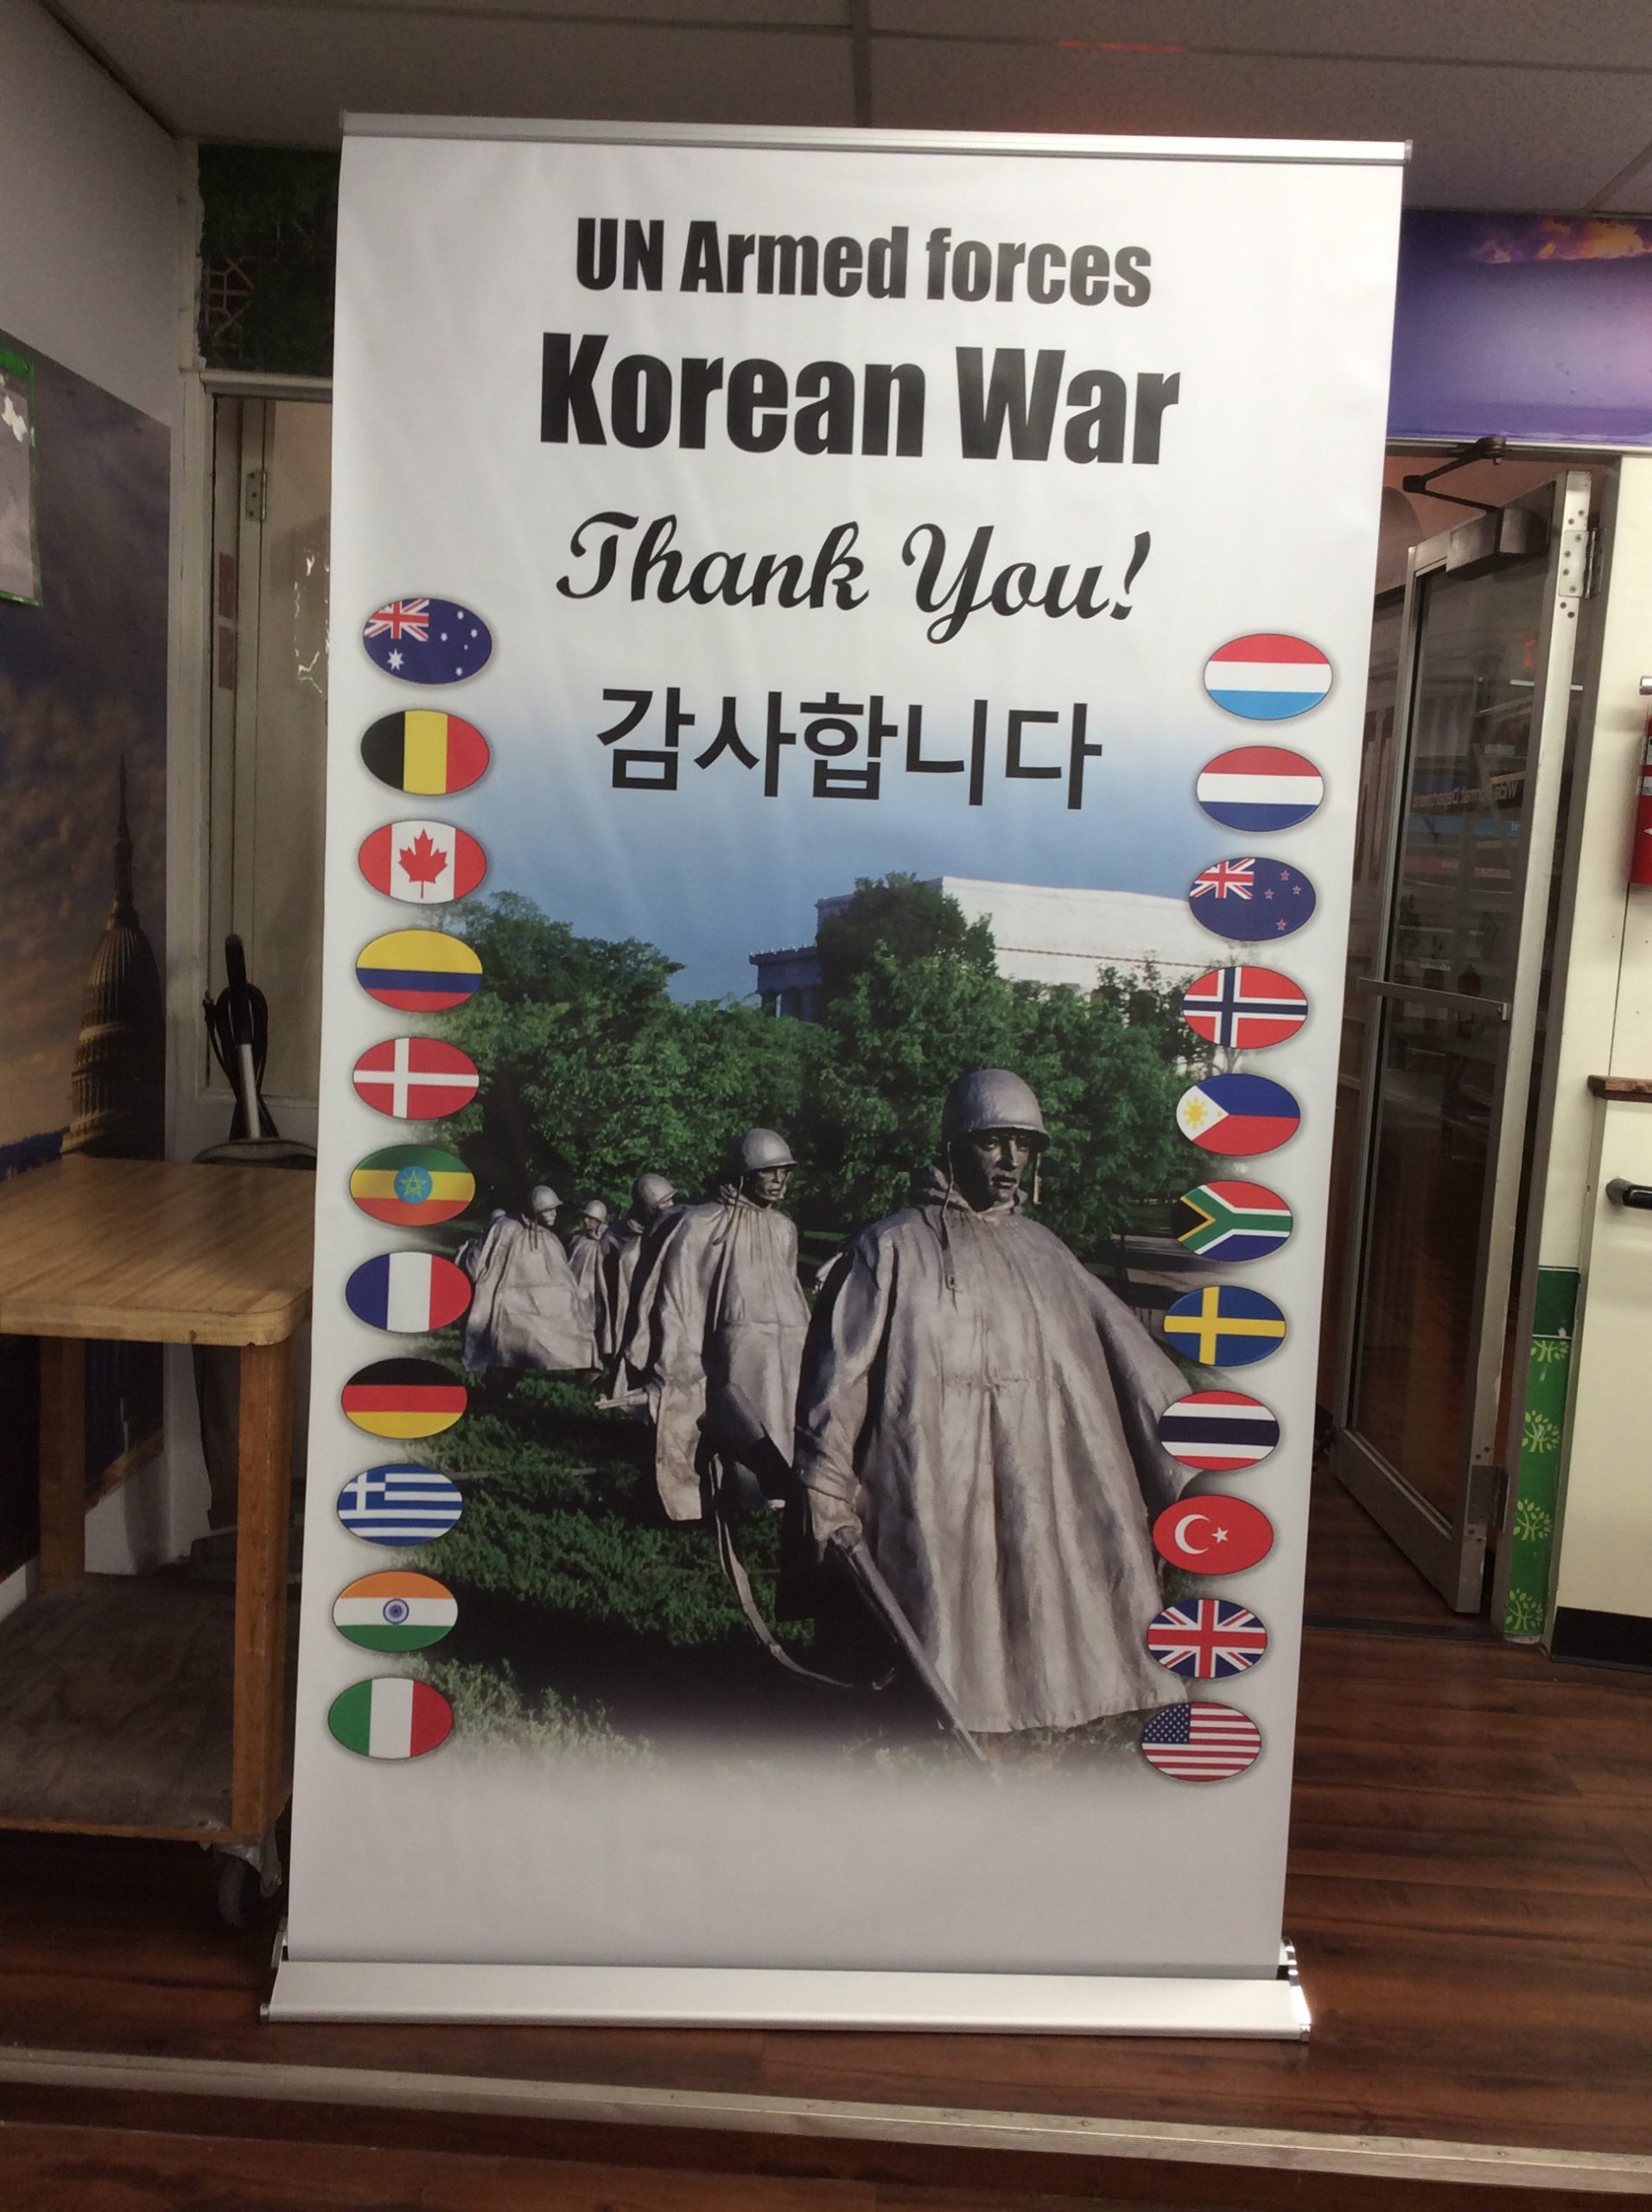 UN Armed forces
Korean War
Thank You!
감사합니다